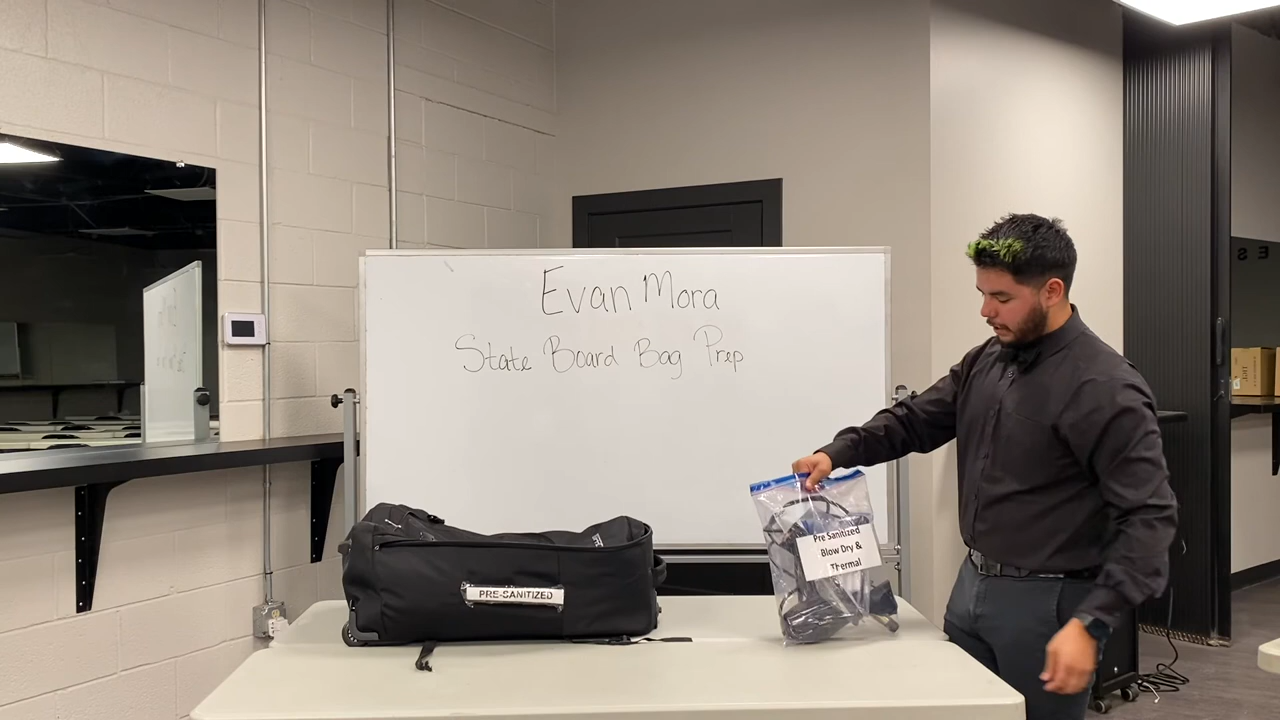 Evan Mora
State Board Bag Prep
PRE-SANITIZED
Pre Sanitized
Blow Dry &
Thermal